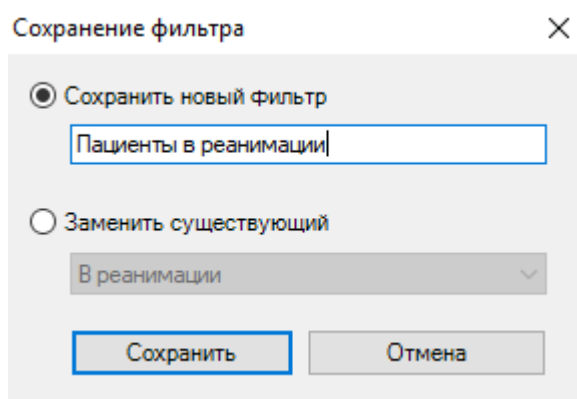 Сохранение фильтра
Сохранить новый фильтр
Пациенты в реанимации
Заменить существующий
В реанимации
Сохранить
Отмена